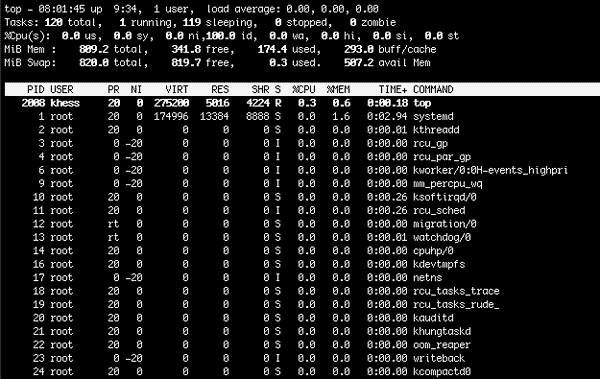 top - 08:01:45 up  9:34,  1 user,  load average: 0.00, 0.00, 0.00
Tasks: 120 total,   1 running, 119 sleeping,   0 stopped,   0 zombie
%Cpu(s):  0.0 us,  0.0 sy,  0.0 ni,100.0 id,  0.0 wa,  0.0 hi,  0.0 si,  0.0 st
MiB Mem :    809.2 total,    341.8 free,    174.4 used,    293.0 buff/cache
MiB Swap:    820.0 total,    819.7 free,      0.3 used.    507.2 avail Mem
PID USER      PR  NI    VIRT    RES    SHR S  %CPU  %MEM     TIME+ COMMAND
2008 khess     20   0  275200   5016   4224 R   0.3   0.6   0:00.18 top
1 root      20   0  174996  13384   8888 S   0.0   1.6   0:02.94 systemd
2 root      20   0       0      0      0 S   0.0   0.0   0:00.01 kthreadd
3 root       0 -20       0      0      0 I   0.0   0.0   0:00.00 rcu_gp
4 root       0 -20       0      0      0 I   0.0   0.0   0:00.00 rcu_par_gp
6 root       0 -20       0      0      0 I   0.0   0.0   0:00.00 kworker/0:0H-events_highpri
9 root       0 -20       0      0      0 I   0.0   0.0   0:00.00 mm_percpu_wq
10 root      20   0       0      0      0 S   0.0   0.0   0:00.26 ksoftirqd/0
11 root      20   0       0      0      0 I   0.0   0.0   0:00.26 rcu_sched
12 root      rt   0       0      0      0 S   0.0   0.0   0:00.00 migration/0
13 root      rt   0       0      0      0 S   0.0   0.0   0:00.01 watchdog/0
14 root      20   0       0      0      0 S   0.0   0.0   0:00.00 cpuhp/0
16 root      20   0       0      0      0 S   0.0   0.0   0:00.00 kdevtmpfs
17 root       0 -20       0      0      0 I   0.0   0.0   0:00.00 netns
18 root      20   0       0      0      0 S   0.0   0.0   0:00.00 rcu_tasks_trace
19 root      20   0       0      0      0 S   0.0   0.0   0:00.00 rcu_tasks_rude_
20 root      20   0       0      0      0 S   0.0   0.0   0:00.00 kauditd
21 root      20   0       0      0      0 S   0.0   0.0   0:00.00 khungtaskd
22 root      20   0       0      0      0 S   0.0   0.0   0:00.00 oom_reaper
23 root       0 -20       0      0      0 I   0.0   0.0   0:00.00 writeback
24 root      20   0       0      0      0 S   0.0   0.0   0:00.00 kcompactd0